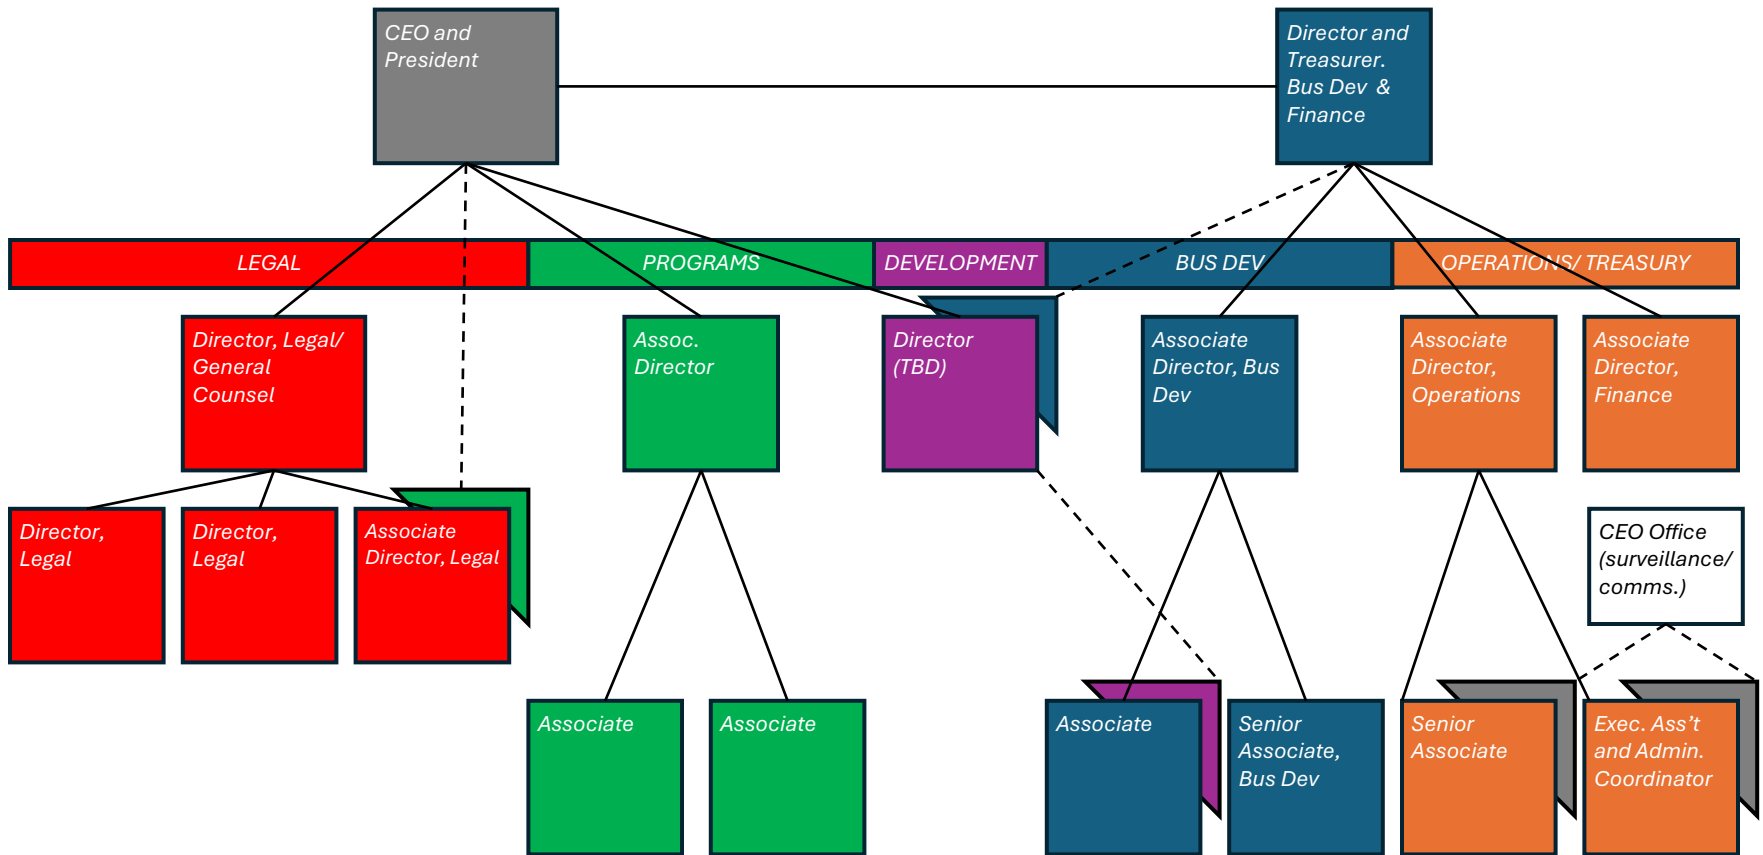 CEO and
President
Director and
Treasurer.
Bus Dev &
Finance
LEGAL
PROGRAMS
DEVELOPMENT
BUS DEV
OPERATIONS/ TREASURY
Director, Legal/
General
Counsel
Assoc.
Director
Director
(TBD)
Associate
Director, Bus
Dev
Associate
Director,
Operations
Associate
Director,
Finance
Director,
Legal
Director,
Legal
Associate
Director, Legal
CEO Office
(surveillance/
comms.)
Associate
Associate
Associate
Senior
Associate,
Bus Dev
Senior
Associate
Exec. Ass’t
and Admin.
Coordinator